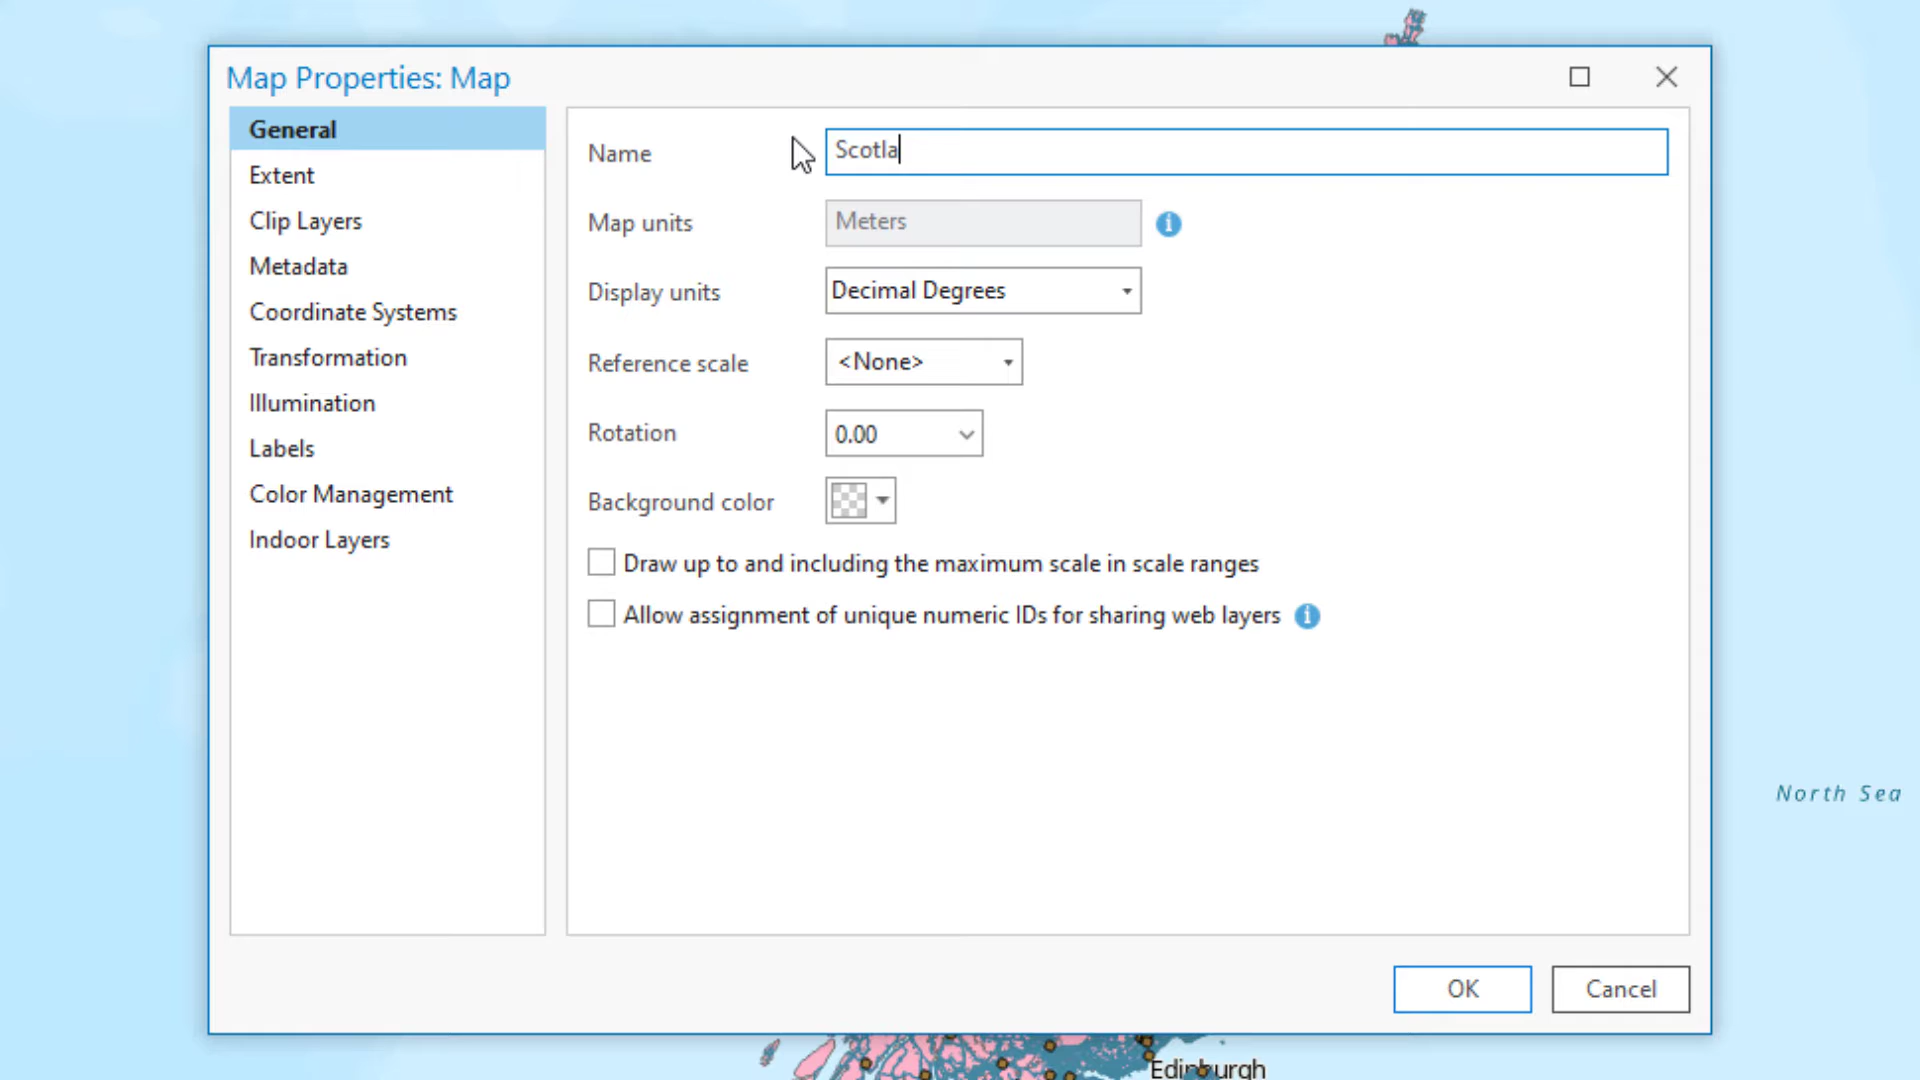 Map Properties: Map
General
Extent
Clip Layers
Metadata
Coordinate Systems
Transformation
Illumination
Labels
Color Management
Indoor Layers
Name Scotla
Map units Meters
Display units Decimal Degrees
Reference scale <None>
Rotation 0.00
Background color
Draw up to and including the maximum scale in scale ranges
Allow assignment of unique numeric IDs for sharing web layers
North Sea
OK Cancel
Edinburgh